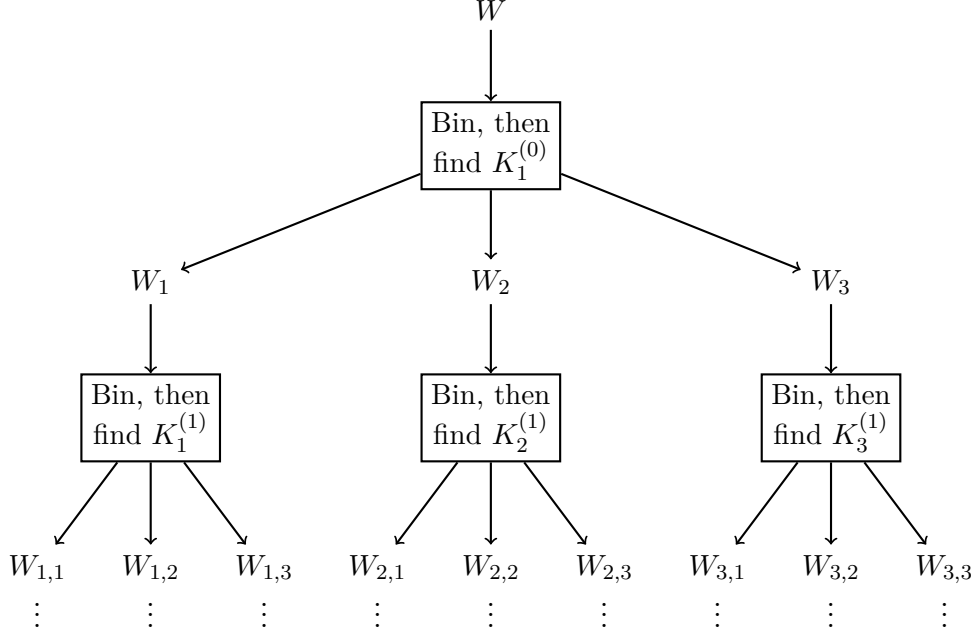 W
Bin, then
find K_1^{(0)}
W_1 W_2 W_3
Bin, then Bin, then Bin, then
find K_1^{(1)} find K_2^{(1)} find K_3^{(1)}
W_{1,1} W_{1,2} W_{1,3} W_{2,1} W_{2,2} W_{2,3} W_{3,1} W_{3,2} W_{3,3}
⋮ ⋮ ⋮ ⋮ ⋮ ⋮ ⋮ ⋮ ⋮